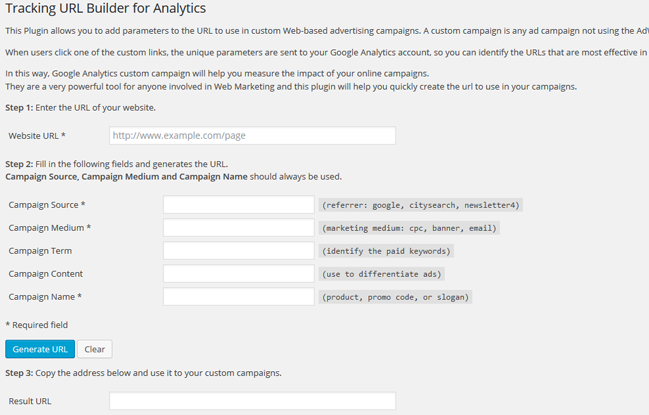 Tracking URL Builder for Analytics
This Plugin allows you to add parameters to the URL to use in custom Web-based advertising campaigns. A custom campaign is any ad campaign not using the
When users click one of the custom links, the unique parameters are sent to your Google Analytics account, so you can identify the URLs that are most effective in
In this way, Google Analytics custom campaign will help you measure the impact of your online campaigns.
They are a very powerful tool for anyone involved in Web Marketing and this plugin will help you quickly create the url to use in your campaigns.
Step 1: Enter the URL of your website.
Website URL * http://www.example.com/page
Step 2: Fill in the following fields and generates the URL.
Campaign Source, Campaign Medium and Campaign Name should always be used.
Campaign Source * (referrer: google, citysearch, newsletter4)
Campaign Medium * (marketing medium: cpc, banner, email)
Campaign Term (identify the paid keywords)
Campaign Content (use to differentiate ads)
Campaign Name * (product, promo code, or slogan)
* Required field
Generate URL Clear
Step 3: Copy the address below and use it to your custom campaigns.
Result URL